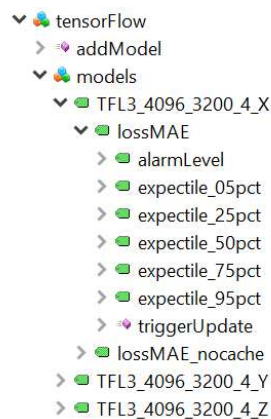 tensorFlow
addModel
models
TFL3_4096_3200_4_X
lossMAE
alarmLevel
expectile_05pct
expectile_25pct
expectile_50pct
expectile_75pct
expectile_95pct
triggerUpdate
lossMAE_nocache
TFL3_4096_3200_4_Y
TFL3_4096_3200_4_Z